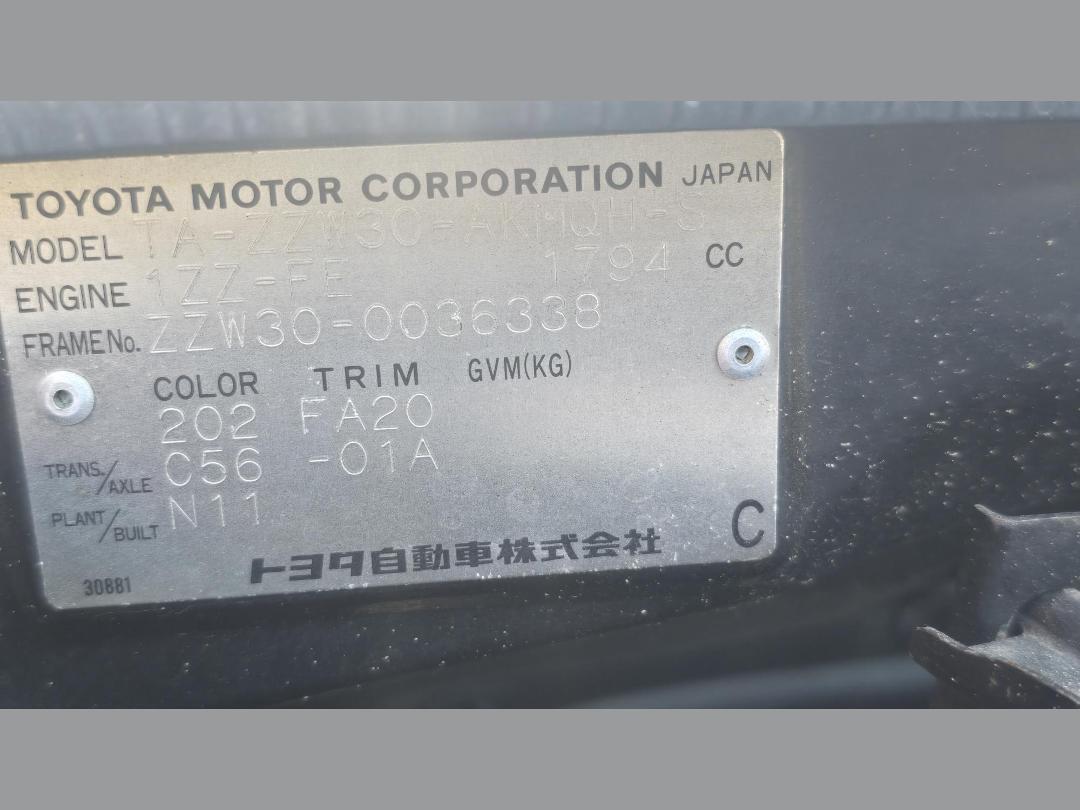 TOYOTA MOTOR CORPORATION JAPAN
MODEL TA-ZZW30-AKMQH-S
ENGINE 1ZZ-FE 1794 CC
FRAME No. ZZW30-0036338
COLOR TRIM GVM(KG)
202 FA20
TRANS./AXLE C56 -01A
PLANT/BUILT N11
C
トヨタ自動車株式会社
30881